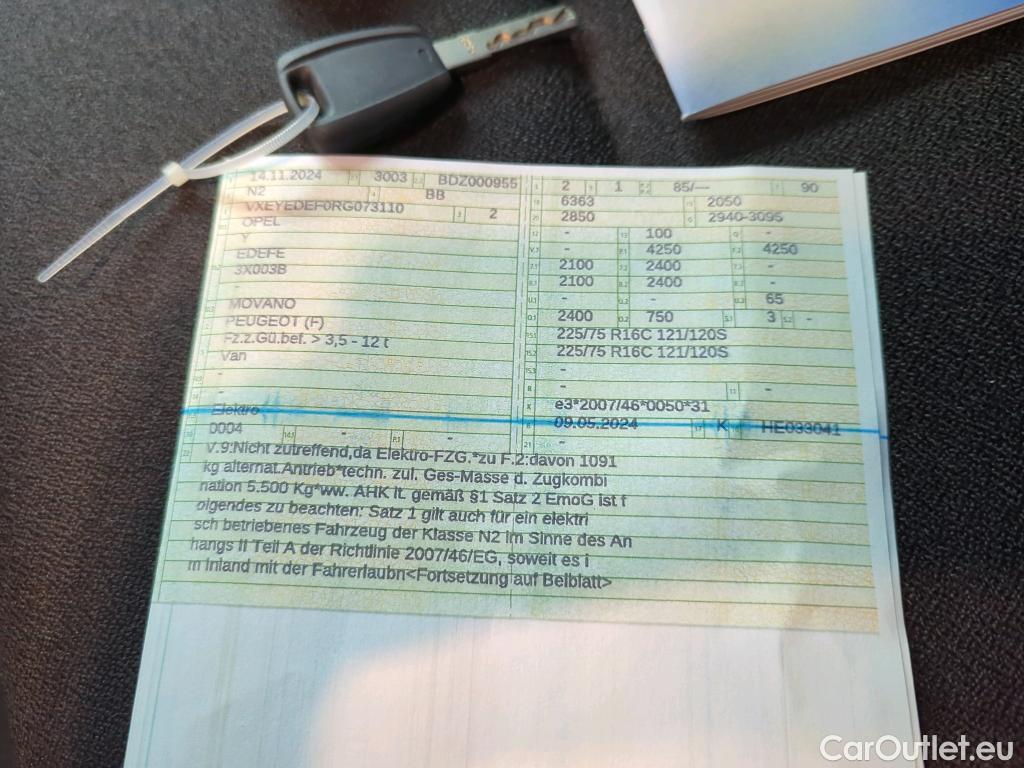 14.11.2024 3003 BDZ000955
N2 BB
VXEYEDEF0RG073110 2
OPEL
Y
EDEFE
3X003B
-
MOVANO
PEUGEOT (F)
Fz.z.Gü.bef. > 3,5 - 12 t
Van
-
-
Elektro
0004 - -
2 1 85/--- 90
6363 2050
2850 2940-3095
- 100 -
- 4250 4250
2100 2400 -
2100 2400 -
- - 65
2400 750 3 -
225/75 R16C 121/120S
225/75 R16C 121/120S
-
- -
e3*2007/46*0050*31
09.05.2024 K HE033041
-
V.9:Nicht zutreffend,da Elektro-FZG.*zu F.2:davon 1091
kg alternat.Antrieb*techn. zul. Ges-Masse d. Zugkombi
nation 5.500 Kg*ww. AHK lt. gemäß §1 Satz 2 EmoG ist f
olgendes zu beachten: Satz 1 gilt auch für ein elektri
sch betriebenes Fahrzeug der Klasse N2 im Sinne des An
hangs II Teil A der Richtlinie 2007/46/EG, soweit es i
m Inland mit der Fahrerlaubn<Fortsetzung auf Beiblatt>
CarOutlet.eu